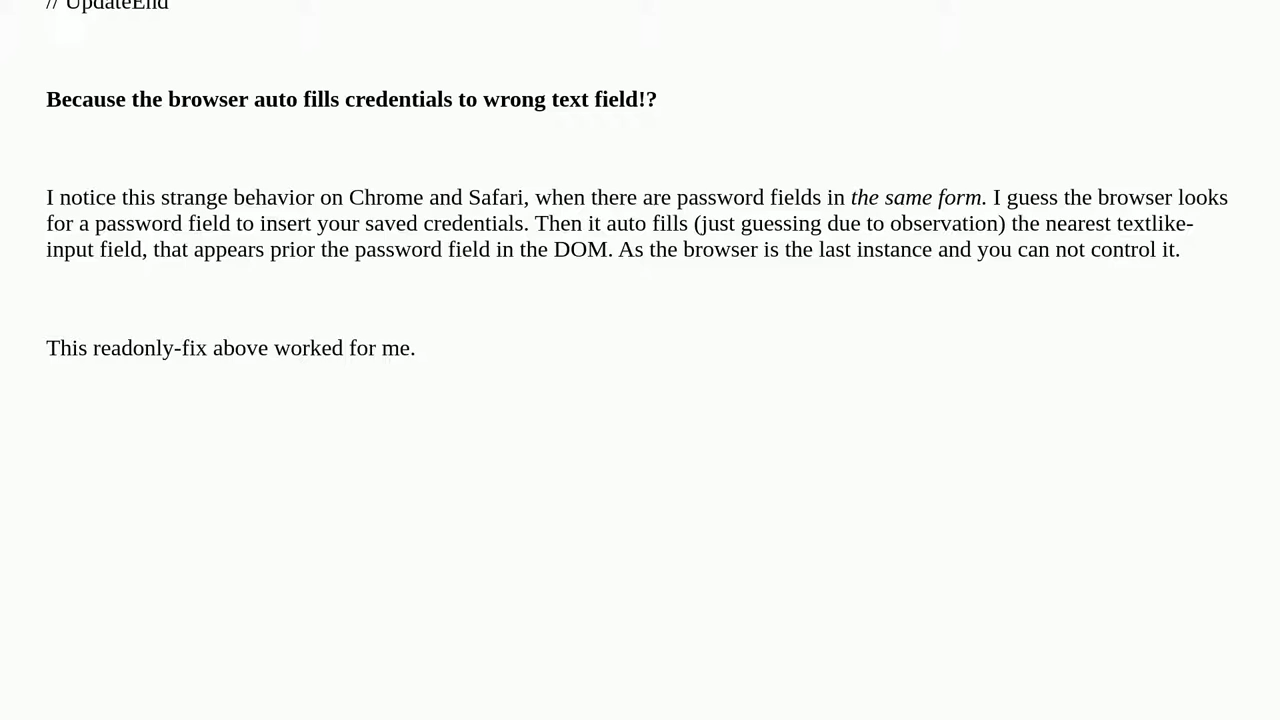 // UpdateEnd
Because the browser auto fills credentials to wrong text field!?
I notice this strange behavior on Chrome and Safari, when there are password fields in the same form. I guess the browser looks
for a password field to insert your saved credentials. Then it auto fills (just guessing due to observation) the nearest textlike-
input field, that appears prior the password field in the DOM. As the browser is the last instance and you can not control it.
This readonly-fix above worked for me.